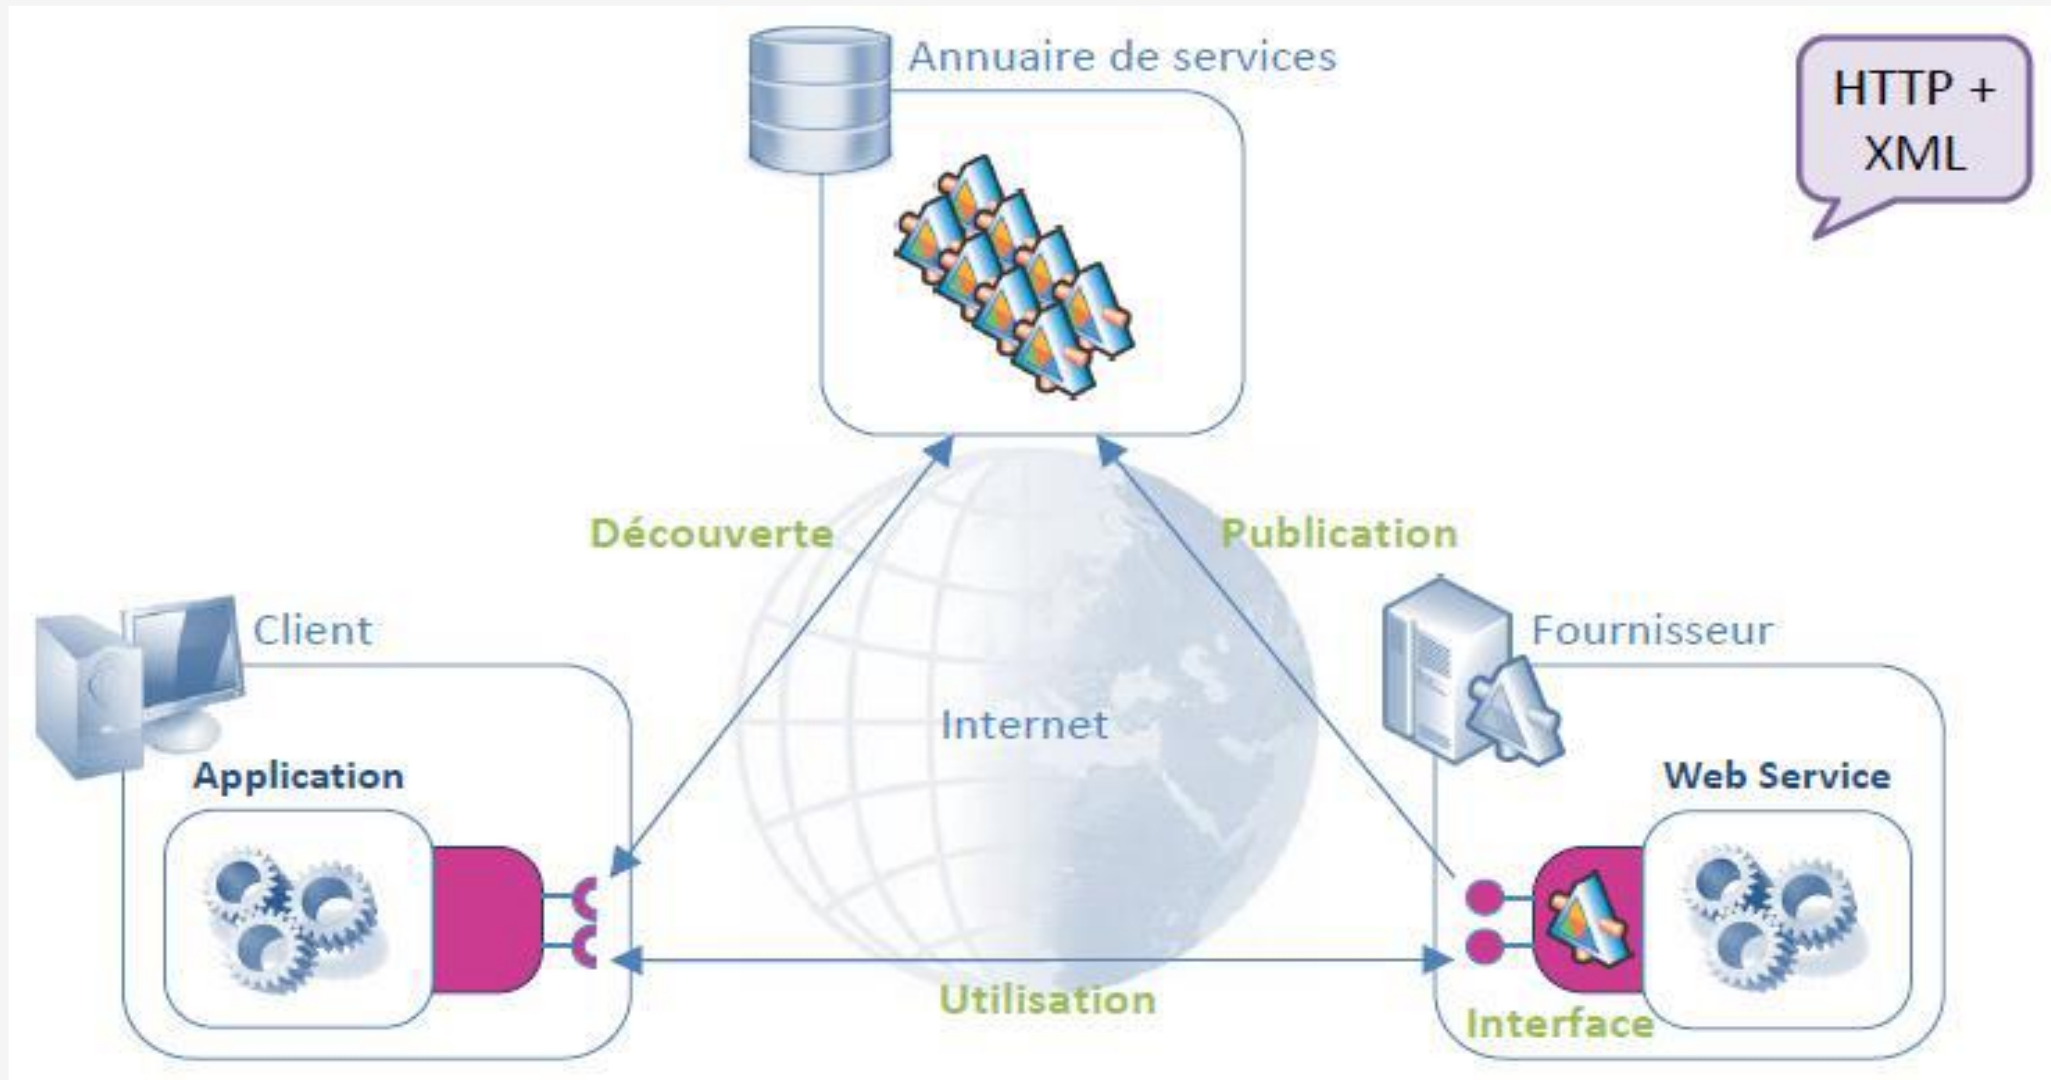 Annuaire de services
HTTP +
XML
Découverte
Publication
Client
Fournisseur
Internet
Application
Web Service
Utilisation
Interface